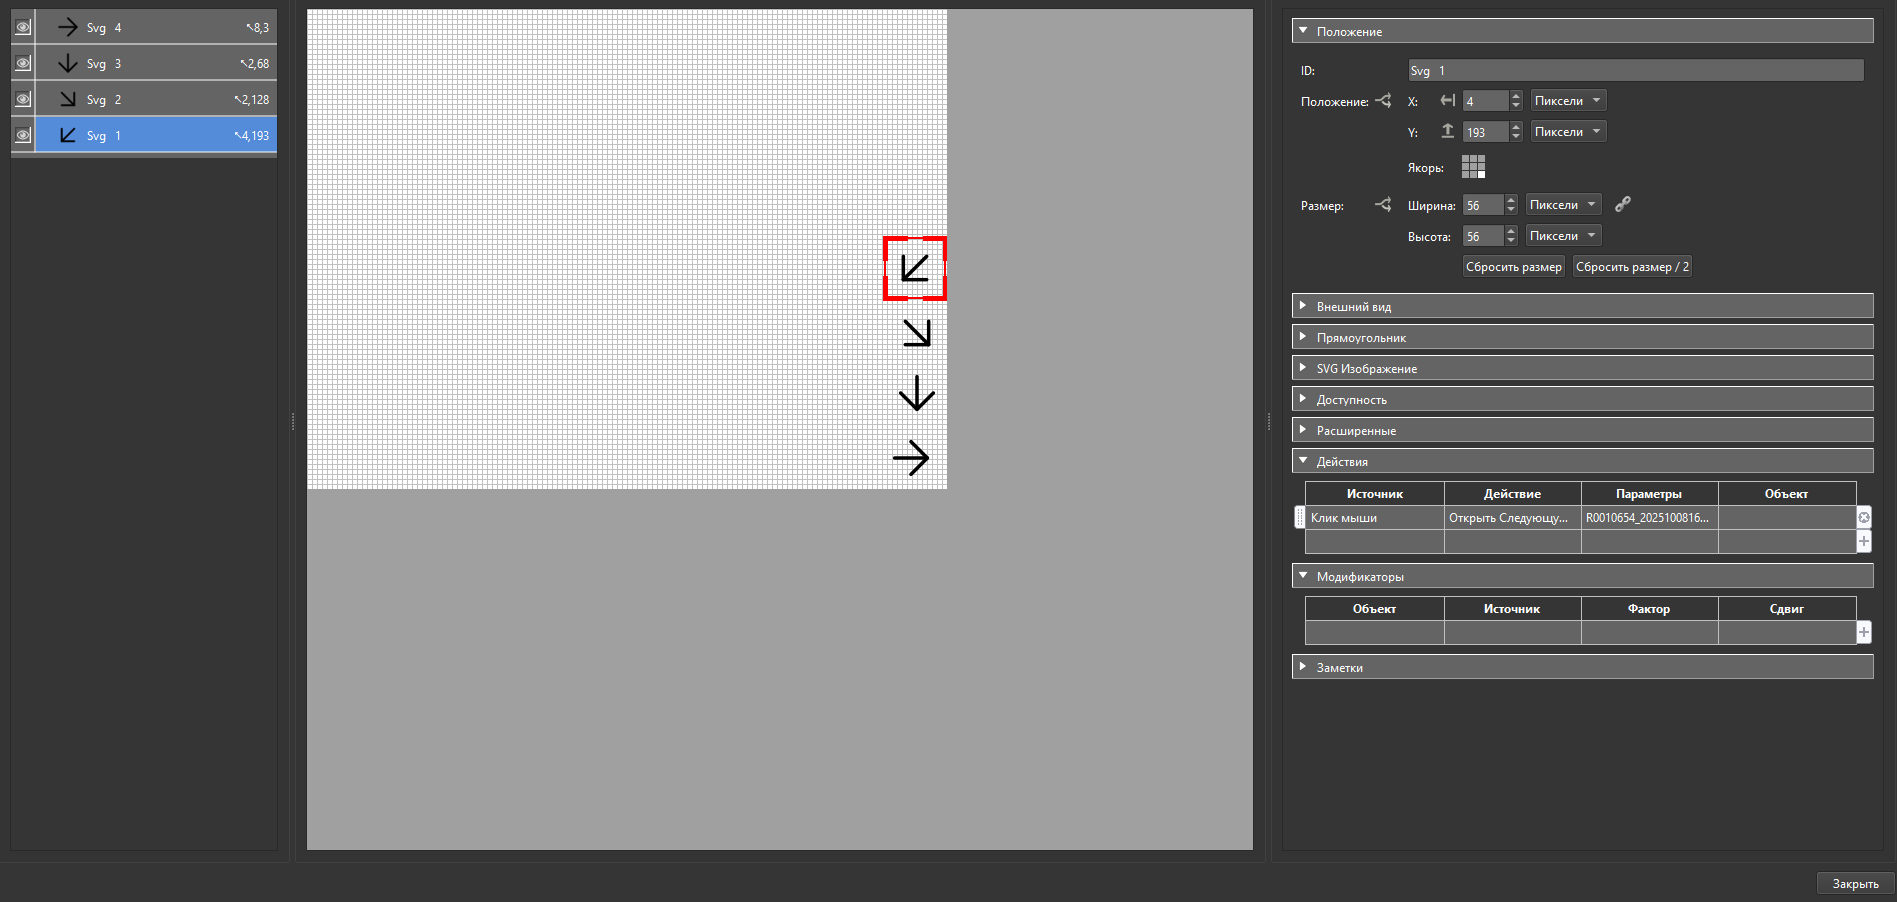 Svg 4 8,3
Svg 3 2,68
Svg 2 2,128
Svg 1 4,193
Положение
ID: Svg 1
Положение: X: 4 Пиксели
Y: 193 Пиксели
Якорь:
Размер: Ширина: 56 Пиксели
Высота: 56 Пиксели
Сбросить размер Сбросить размер / 2
Внешний вид
Прямоугольник
SVG Изображение
Доступность
Расширенные
Действия
Источник Действие Параметры Объект
Клик мыши Открыть Следующу... R0010654_2025100816...
Модификаторы
Объект Источник Фактор Сдвиг
Заметки
Закрыть